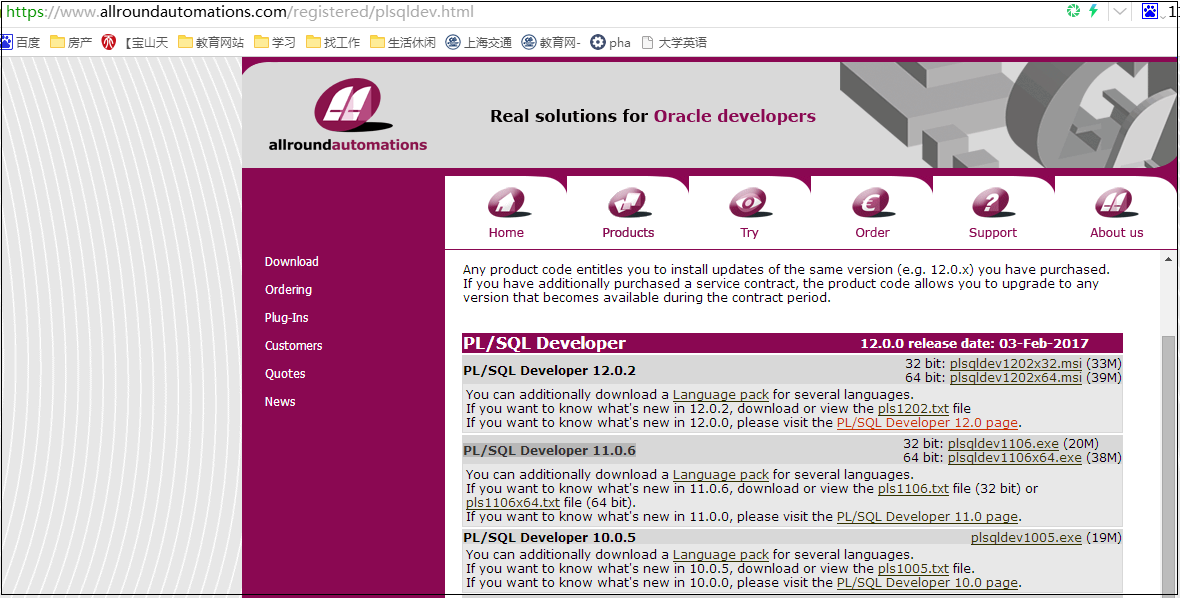 https://www.allroundautomations.com/registered/plsqldev.html
百度 房产 【宝山天 教育网站 学习 找工作 生活休闲 上海交通 教育网- pha 大学英语
allroundautomations
Real solutions for Oracle developers
Home Products Try Order Support About us
Download
Ordering
Plug-Ins
Customers
Quotes
News
Any product code entitles you to install updates of the same version (e.g. 12.0.x) you have purchased.
If you have additionally purchased a service contract, the product code allows you to upgrade to any
version that becomes available during the contract period.
PL/SQL Developer 12.0.0 release date: 03-Feb-2017
PL/SQL Developer 12.0.2
32 bit: plsqldev1202x32.msi (33M)
64 bit: plsqldev1202x64.msi (39M)
You can additionally download a Language pack for several languages.
If you want to know what's new in 12.0.2, download or view the pls1202.txt file
If you want to know what's new in 12.0.0, please visit the PL/SQL Developer 12.0 page.
PL/SQL Developer 11.0.6
32 bit: plsqldev1106.exe (20M)
64 bit: plsqldev1106x64.exe (38M)
You can additionally download a Language pack for several languages.
If you want to know what's new in 11.0.6, download or view the pls1106.txt file (32 bit) or
pls1106x64.txt file (64 bit).
If you want to know what's new in 11.0.0, please visit the PL/SQL Developer 11.0 page.
PL/SQL Developer 10.0.5 plsqldev1005.exe (19M)
You can additionally download a Language pack for several languages.
If you want to know what's new in 10.0.5, download or view the pls1005.txt file.
If you want to know what's new in 10.0.0, please visit the PL/SQL Developer 10.0 page.